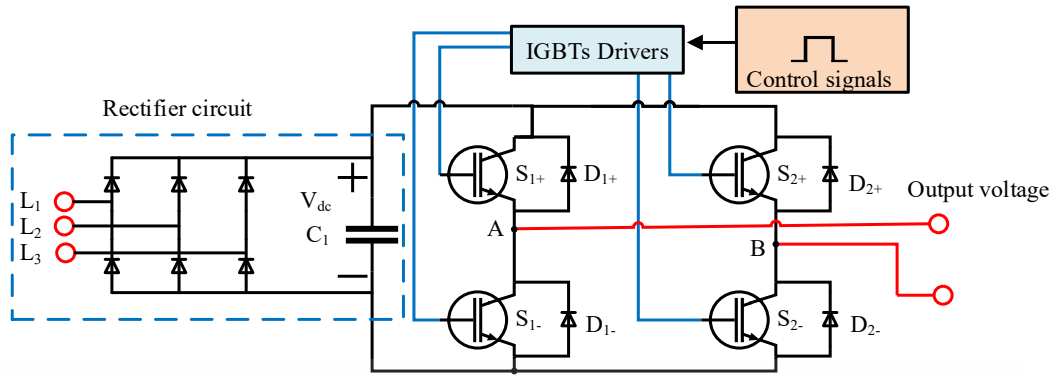 IGBTs Drivers
Control signals
Rectifier circuit
L1
L2
L3
+
Vdc
C1
−
S1+
D1+
S2+
D2+
Output voltage
A
B
S1-
D1-
S2-
D2-